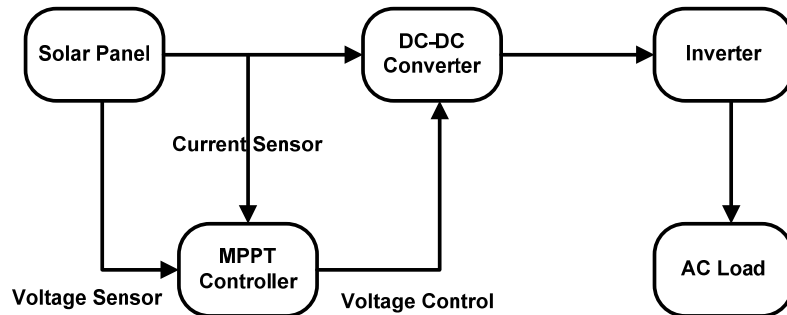 Solar Panel
DC-DC
Converter
Inverter
Current Sensor
MPPT
Controller
AC Load
Voltage Sensor
Voltage Control